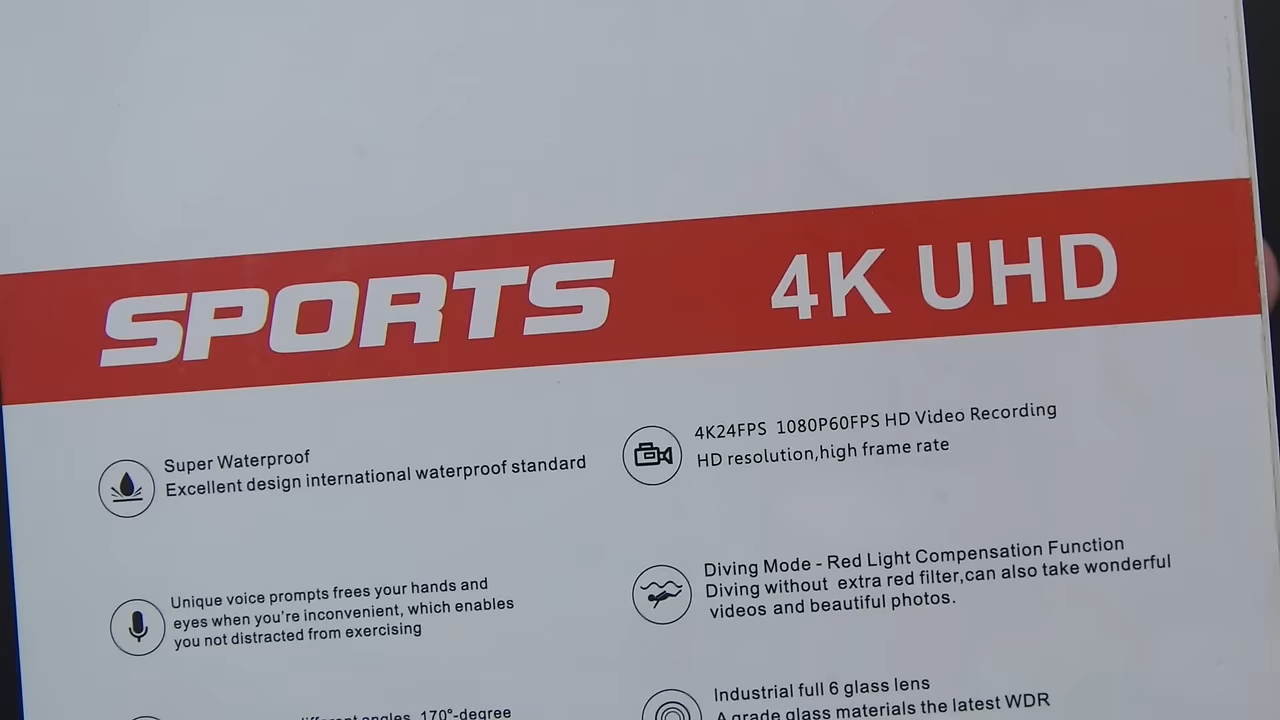 SPORTS 4K UHD
Super Waterproof
Excellent design international waterproof standard
4K24FPS 1080P60FPS HD Video Recording
HD resolution,high frame rate
Unique voice prompts frees your hands and
eyes when you're inconvenient, which enables
you not distracted from exercising
Diving Mode - Red Light Compensation Function
Diving without extra red filter,can also take wonderful
videos and beautiful photos.
angles, 170°-degree
Industrial full 6 glass lens
A grade glass materials the latest WDR